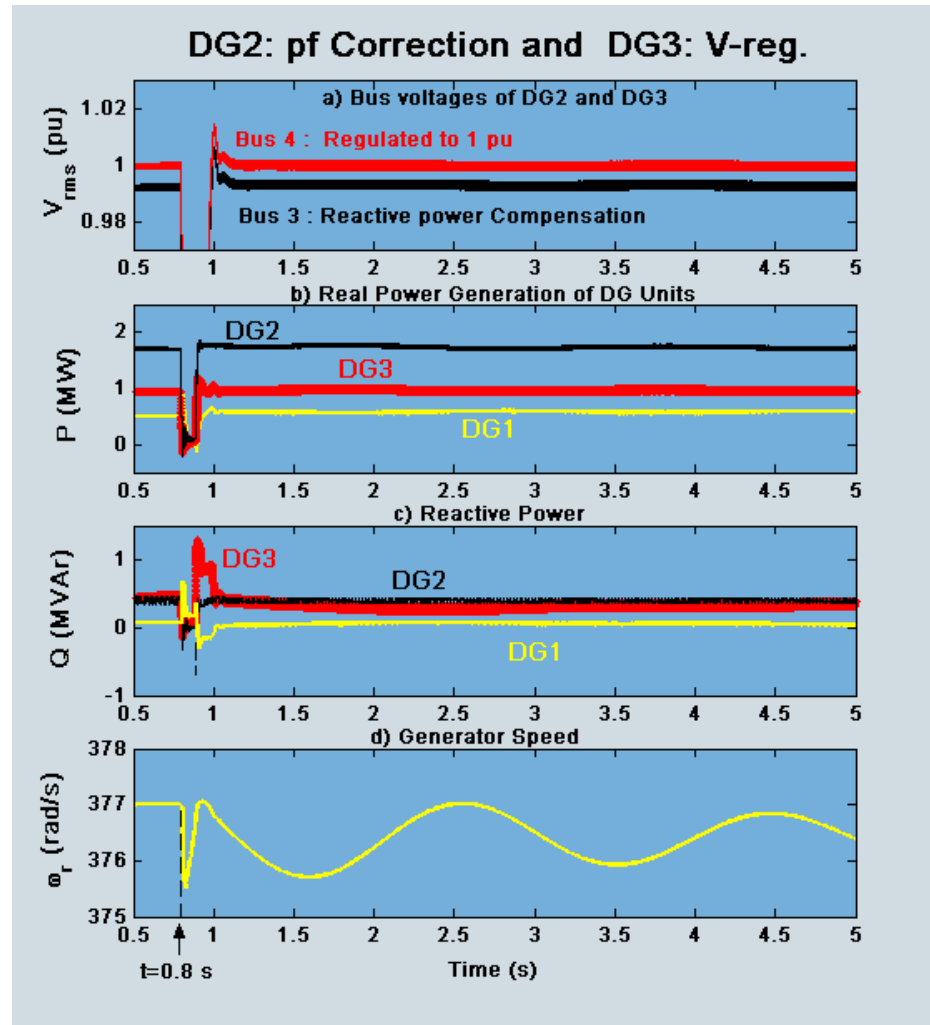 DG2: pf Correction and DG3: V-reg.
a) Bus voltages of DG2 and DG3
Bus 4 : Regulated to 1 pu
Bus 3 : Reactive power Compensation
V_rms (pu)
1.02
1
0.98
0.5 1 1.5 2 2.5 3 3.5 4 4.5 5
b) Real Power Generation of DG Units
DG2
DG3
DG1
P (MW)
2
1
0
0.5 1 1.5 2 2.5 3 3.5 4 4.5 5
c) Reactive Power
DG3
DG2
DG1
Q (MVAr)
1
0
-1
0.5 1 1.5 2 2.5 3 3.5 4 4.5 5
d) Generator Speed
ω_r (rad/s)
378
377
376
375
0.5 1 1.5 2 2.5 3 3.5 4 4.5 5
t=0.8 s
Time (s)